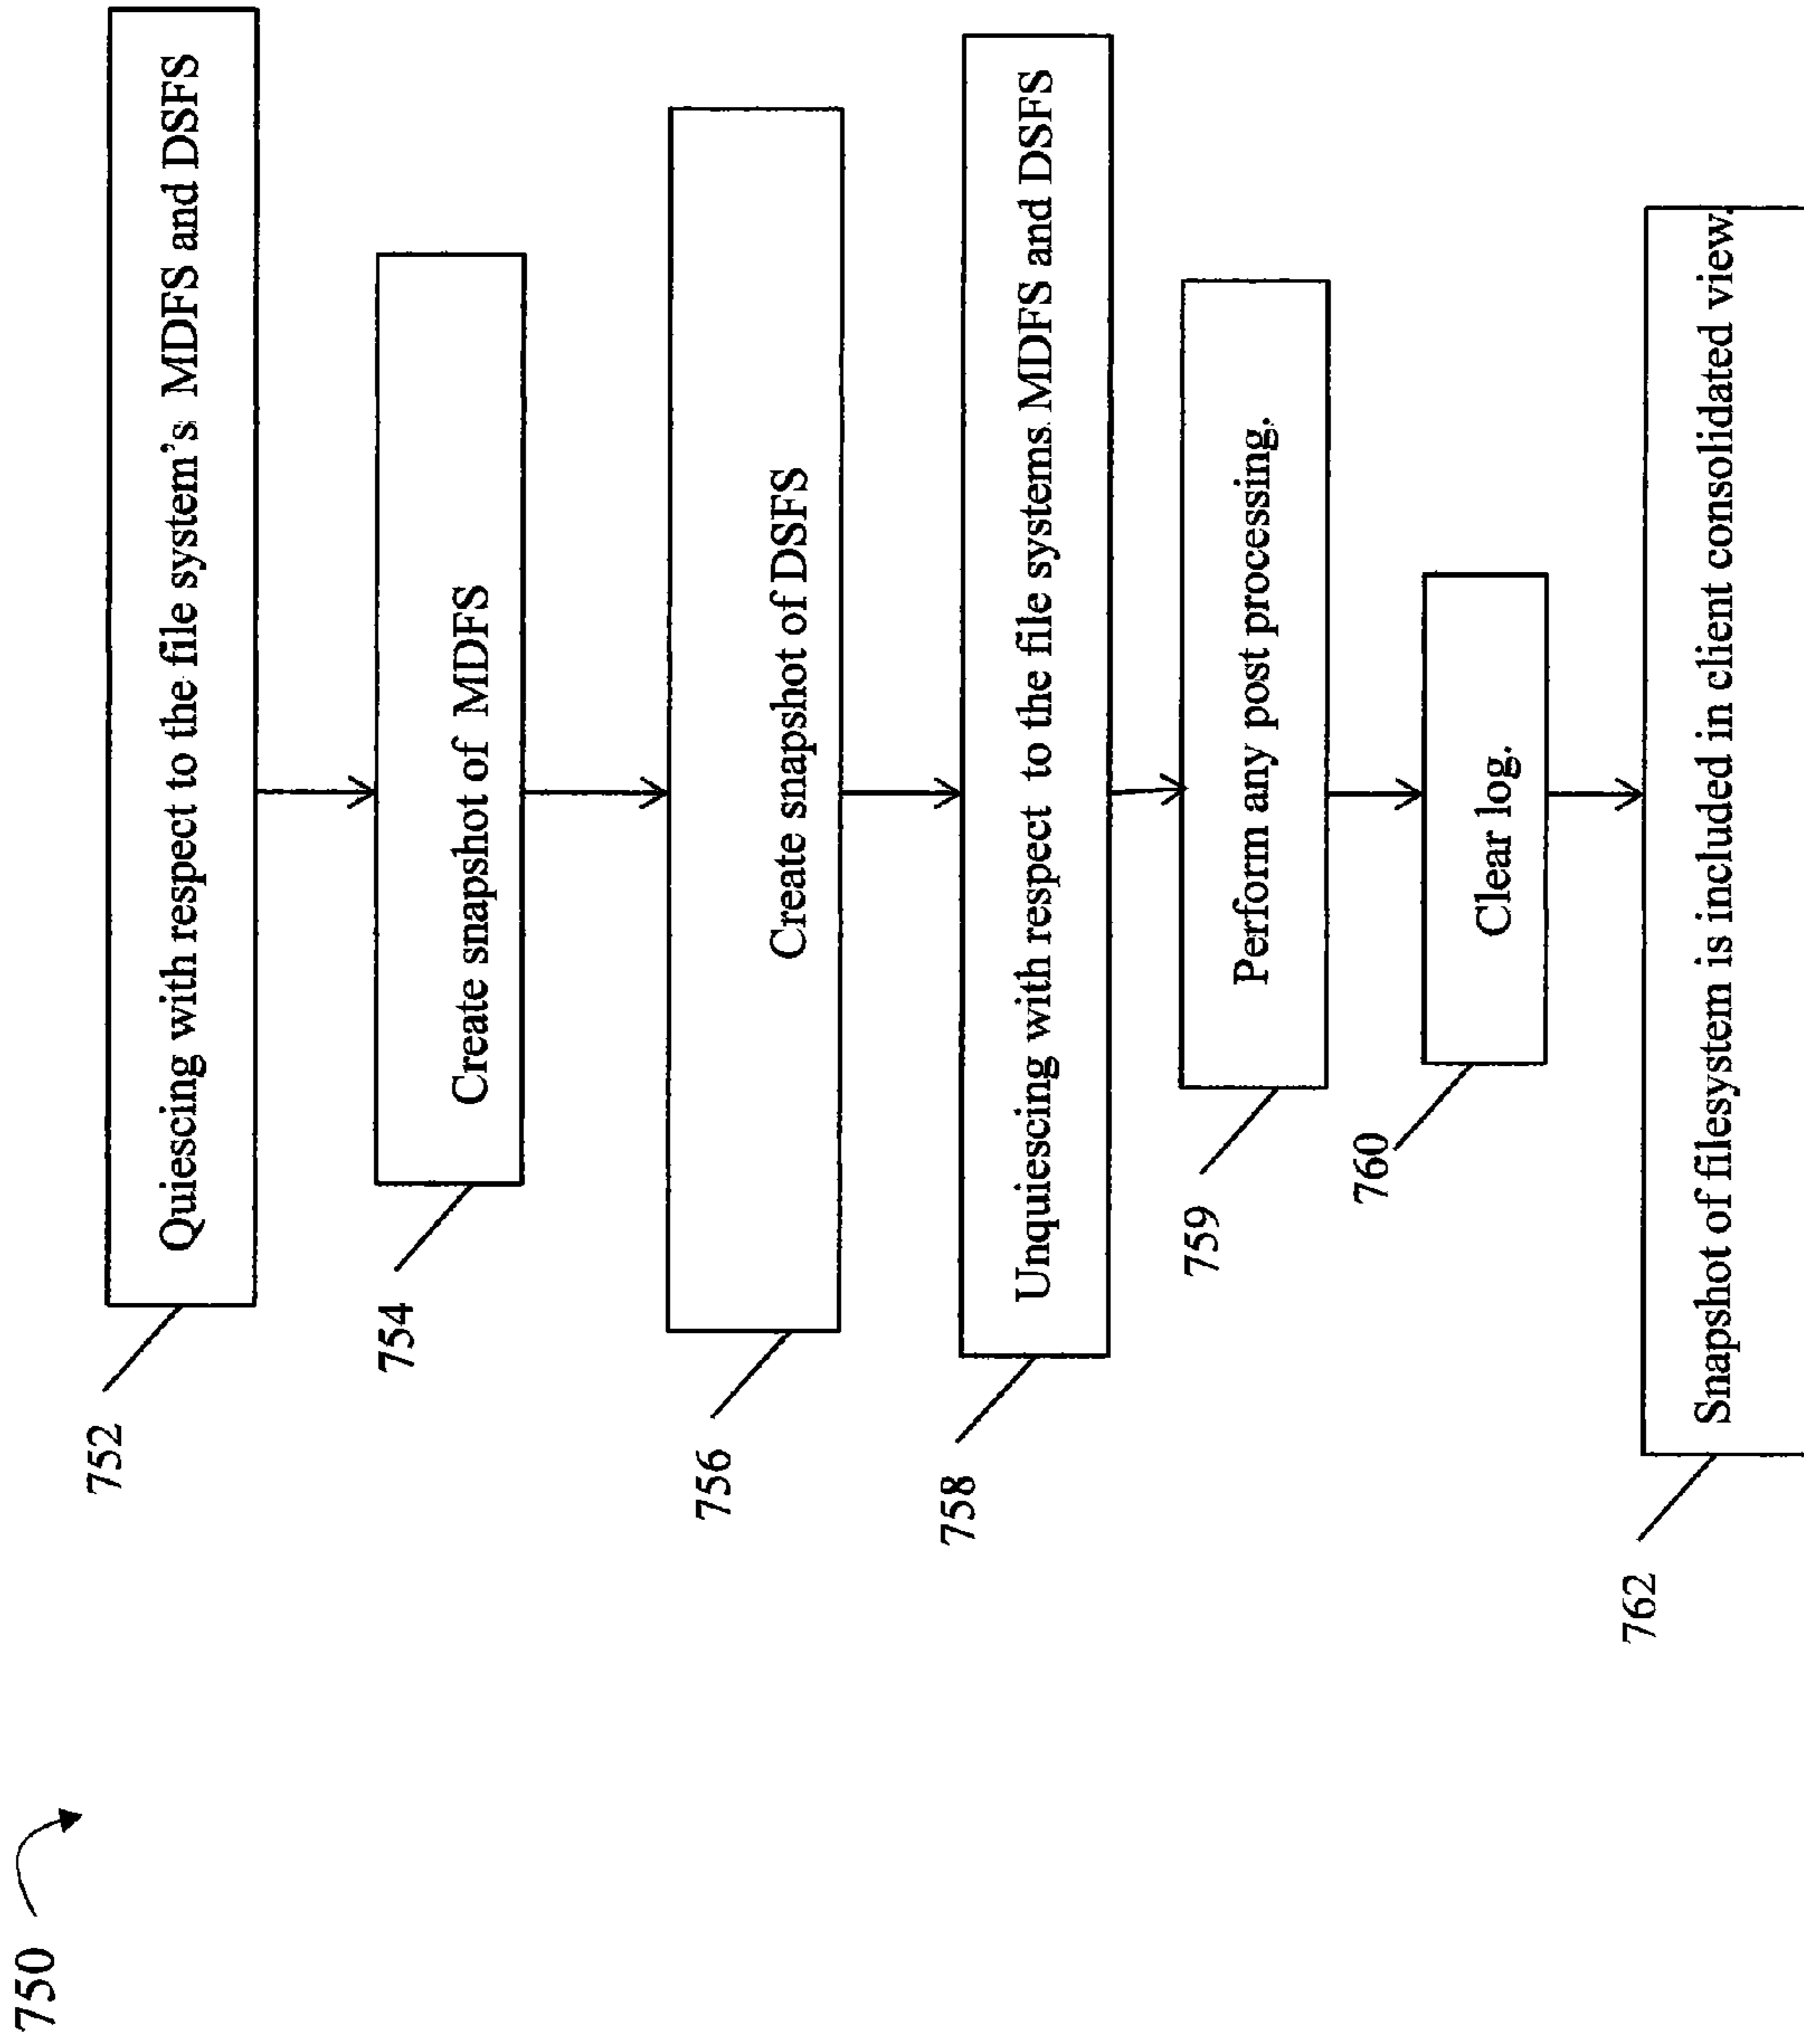 750
752
Quiescing with respect to the file system's MDFS and DSFS
754
Create snapshot of MDFS
756
Create snapshot of DSFS
758
Unquiescing with respect to the file systems MDFS and DSFS
759
Perform any post processing.
760
Clear log.
762
Snapshot of filesystem is included in client consolidated view.